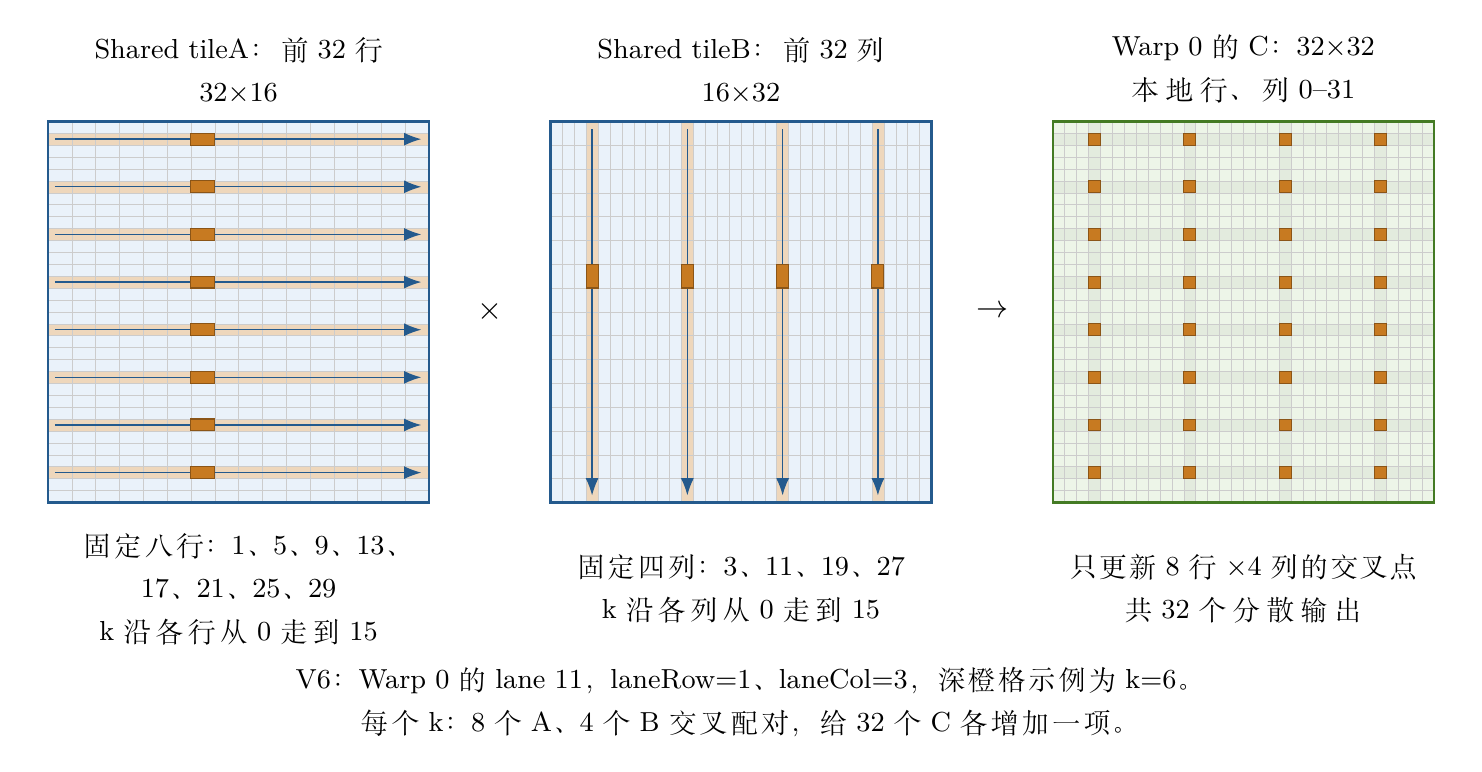 Shared tileA：前 32 行
32×16
Shared tileB：前 32 列
16×32
Warp 0 的 C：32×32
本地行、列 0–31
×
→
固定八行：1、5、9、13、
17、21、25、29
k 沿各行从 0 走到 15
固定四列：3、11、19、27
k 沿各列从 0 走到 15
只更新 8 行 ×4 列的交叉点
共 32 个分散输出
V6：Warp 0 的 lane 11，laneRow=1、laneCol=3，深橙格示例为 k=6。
每个 k：8 个 A、4 个 B 交叉配对，给 32 个 C 各增加一项。